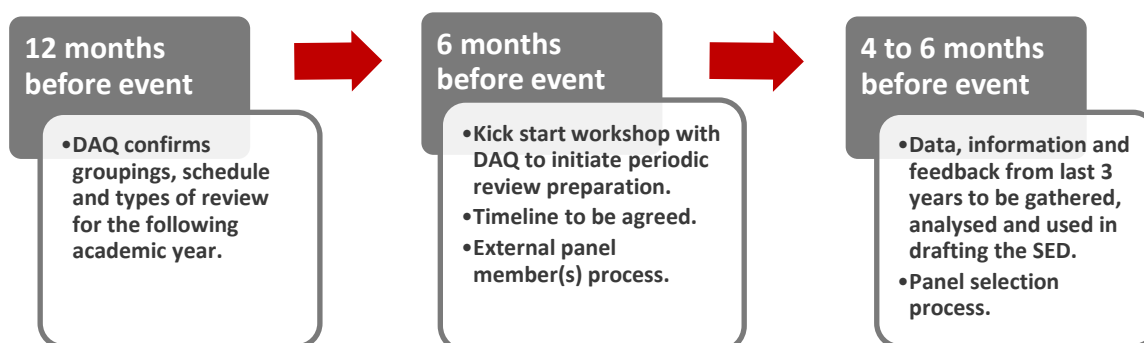 12 months
before event
•DAQ confirms
groupings, schedule
and types of review
for the following
academic year.
6 months
before event
•Kick start workshop with
DAQ to initiate periodic
review preparation.
•Timeline to be agreed.
•External panel
member(s) process.
4 to 6 months
before event
•Data, information and
feedback from last 3
years to be gathered,
analysed and used in
drafting the SED.
•Panel selection
process.